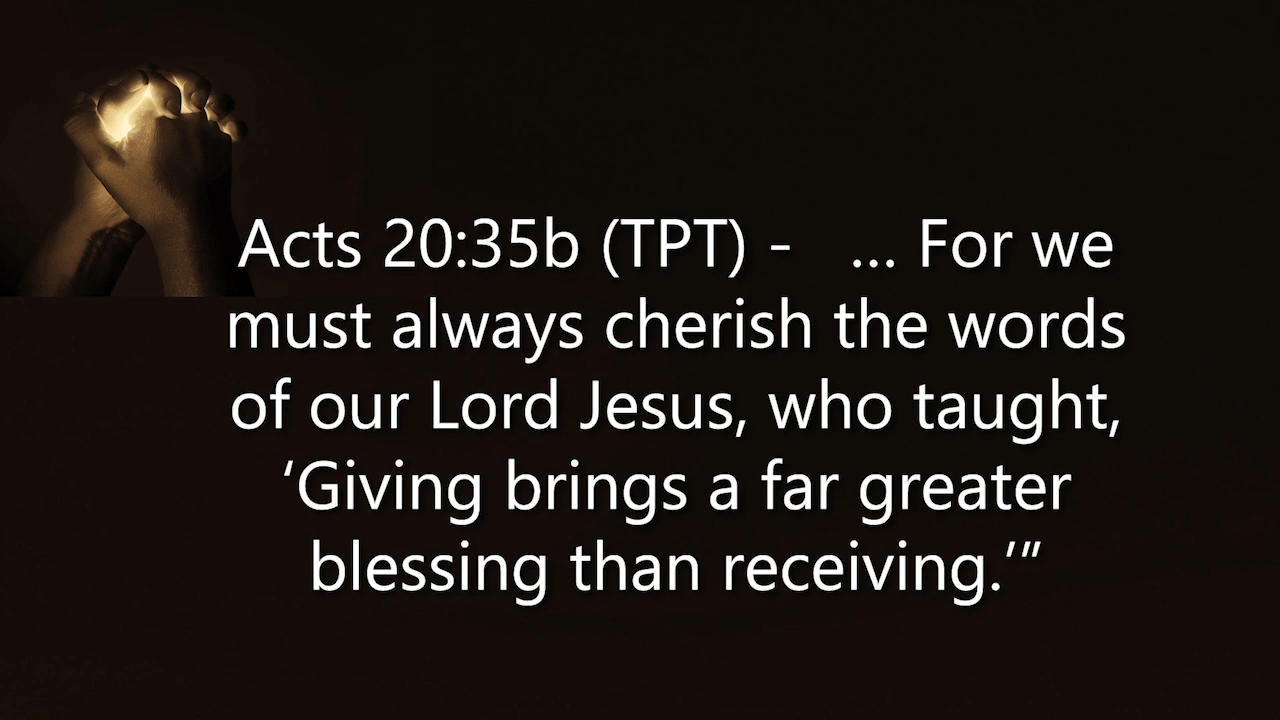 Acts 20:35b (TPT) -   … For we
must always cherish the words
of our Lord Jesus, who taught,
‘Giving brings a far greater
blessing than receiving.’”